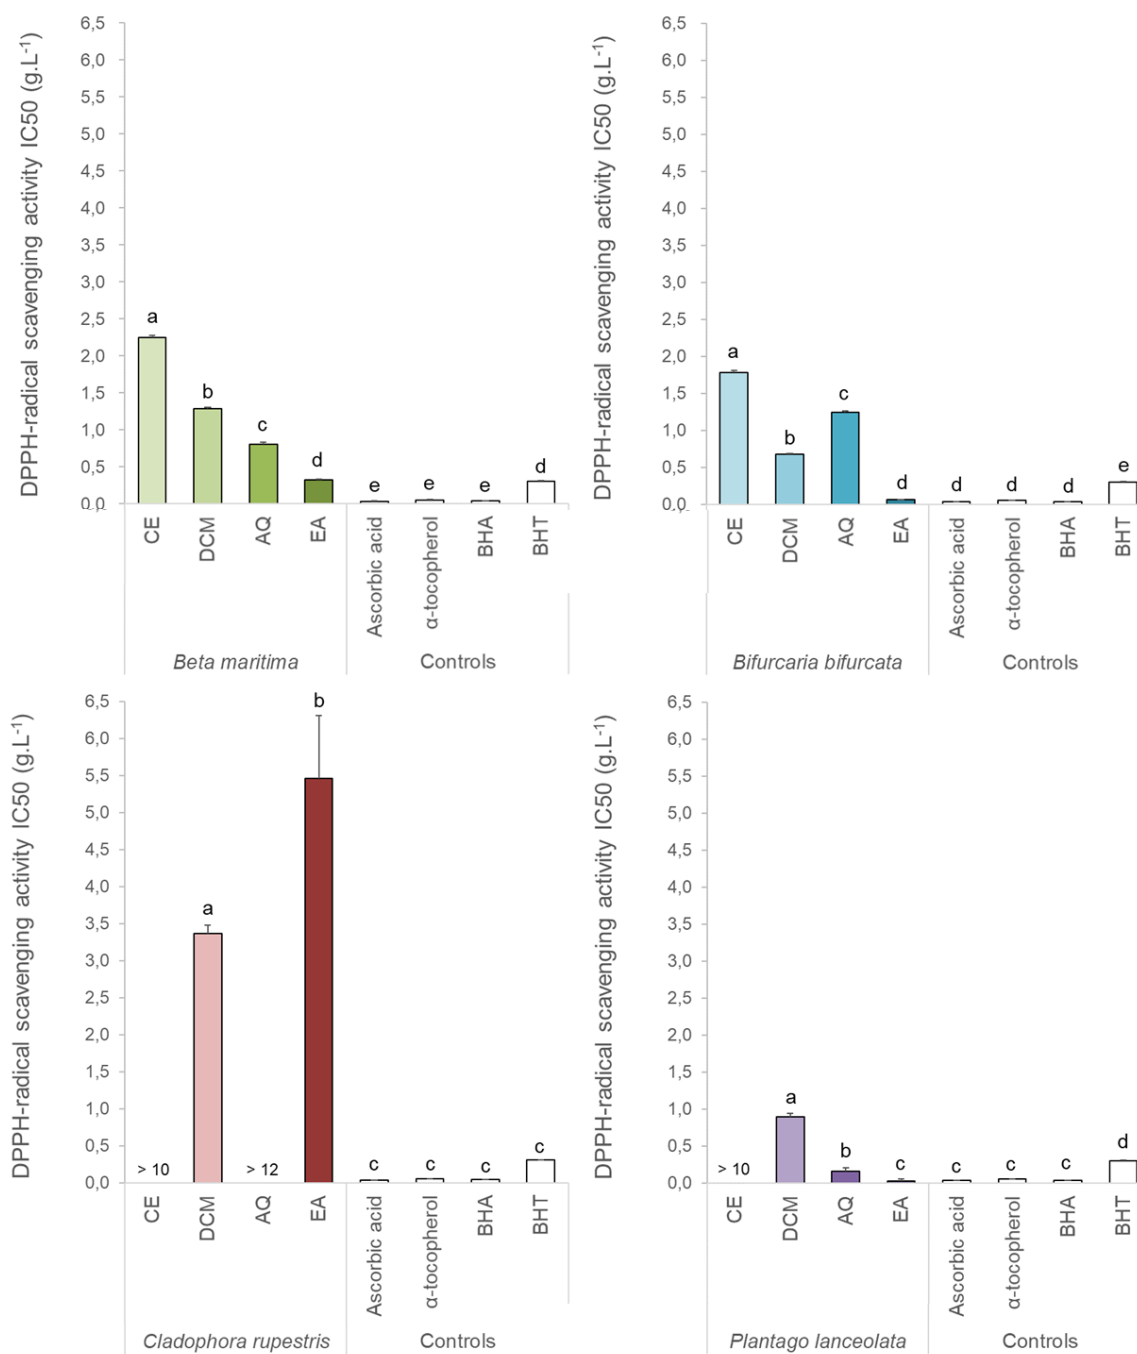 DPPH-radical scavenging activity IC50 (g.L⁻¹)
6,5
6,0
5,5
5,0
4,5
4,0
3,5
3,0
2,5
2,0
1,5
1,0
0,5
0,0
a
b
c
d
e
e
e
d
CE
DCM
AQ
EA
Ascorbic acid
α-tocopherol
BHA
BHT
Beta maritima
Controls
DPPH-radical scavenging activity IC50 (g.L⁻¹)
6,5
6,0
5,5
5,0
4,5
4,0
3,5
3,0
2,5
2,0
1,5
1,0
0,5
0,0
a
b
c
d
d
d
d
e
CE
DCM
AQ
EA
Ascorbic acid
α-tocopherol
BHA
BHT
Bifurcaria bifurcata
Controls
DPPH-radical scavenging activity IC50 (g.L⁻¹)
6,5
6,0
5,5
5,0
4,5
4,0
3,5
3,0
2,5
2,0
1,5
1,0
0,5
0,0
> 10
a
> 12
b
c
c
c
c
CE
DCM
AQ
EA
Ascorbic acid
α-tocopherol
BHA
BHT
Cladophora rupestris
Controls
DPPH-radical scavenging activity IC50 (g.L⁻¹)
6,5
6,0
5,5
5,0
4,5
4,0
3,5
3,0
2,5
2,0
1,5
1,0
0,5
0,0
> 10
a
b
c
c
c
c
d
CE
DCM
AQ
EA
Ascorbic acid
α-tocopherol
BHA
BHT
Plantago lanceolata
Controls